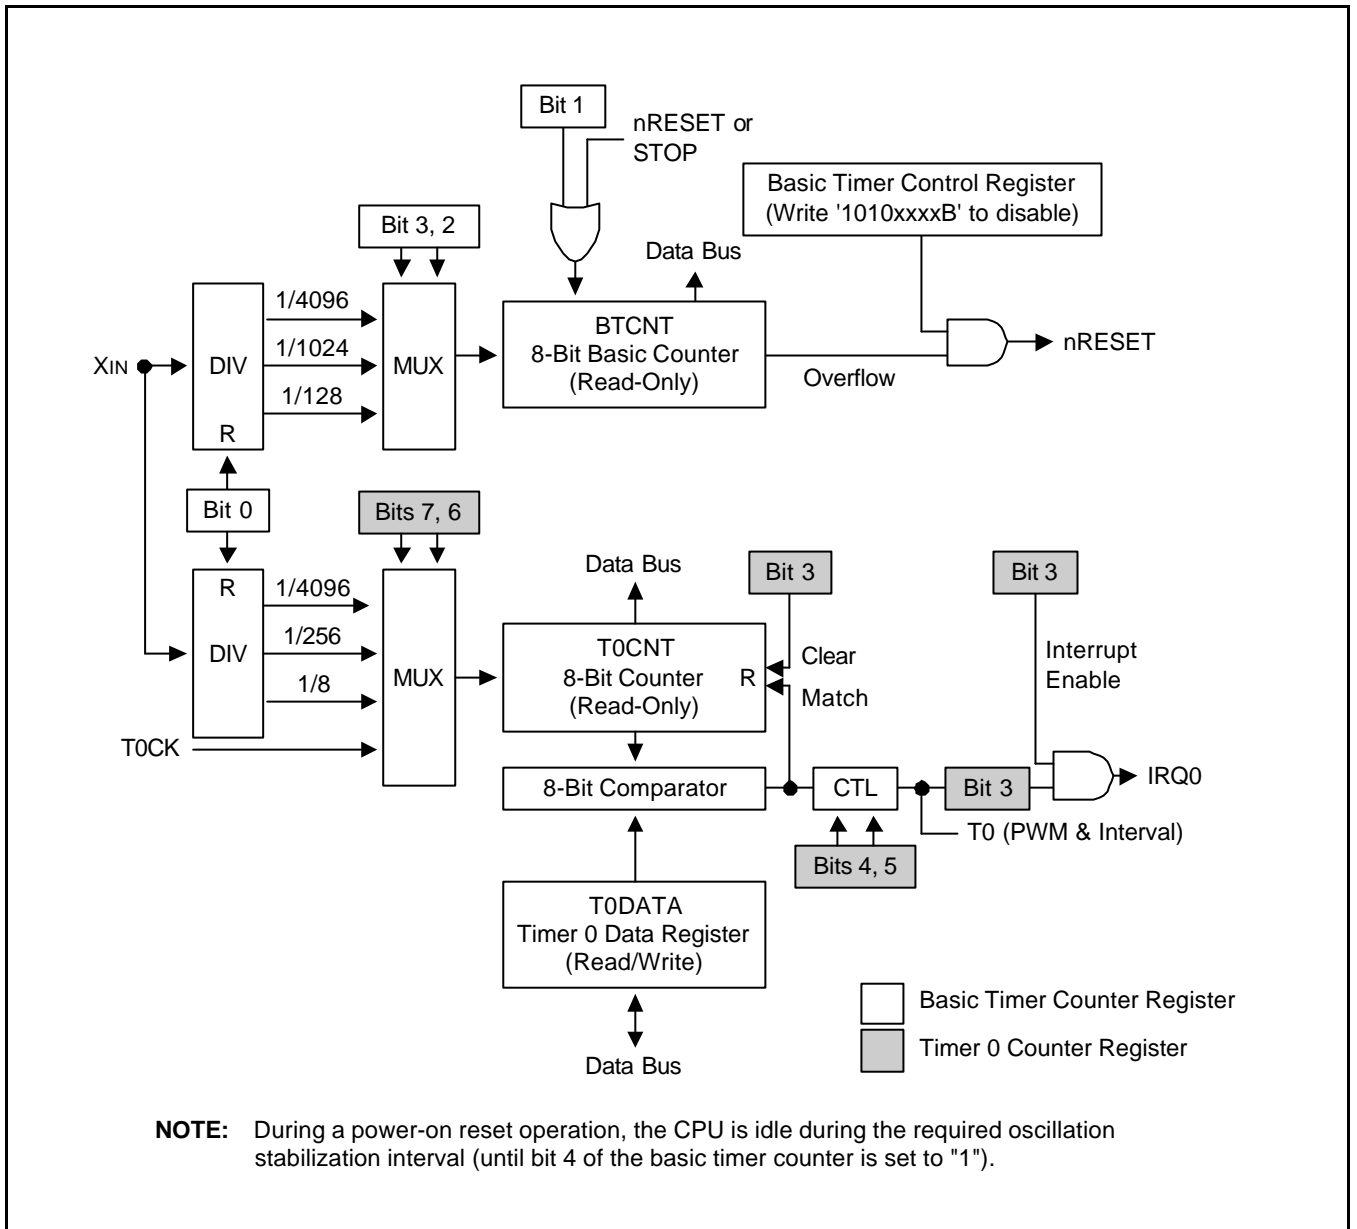 Bit 1
nRESET or
STOP
Basic Timer Control Register
(Write '1010xxxxB' to disable)
Bit 3, 2
Data Bus
1/4096
1/1024
1/128
XIN
DIV
R
MUX
BTCNT
8-Bit Basic Counter
(Read-Only)
Overflow
nRESET
Bit 0
Bits 7, 6
Data Bus
Bit 3
Bit 3
R
DIV
1/4096
1/256
1/8
T0CK
MUX
T0CNT
8-Bit Counter
(Read-Only)
R
Clear
Match
Interrupt
Enable
8-Bit Comparator
CTL
Bit 3
IRQ0
T0 (PWM & Interval)
Bits 4, 5
T0DATA
Timer 0 Data Register
(Read/Write)
Data Bus
Basic Timer Counter Register
Timer 0 Counter Register
NOTE: During a power-on reset operation, the CPU is idle during the required oscillation
stabilization interval (until bit 4 of the basic timer counter is set to "1").